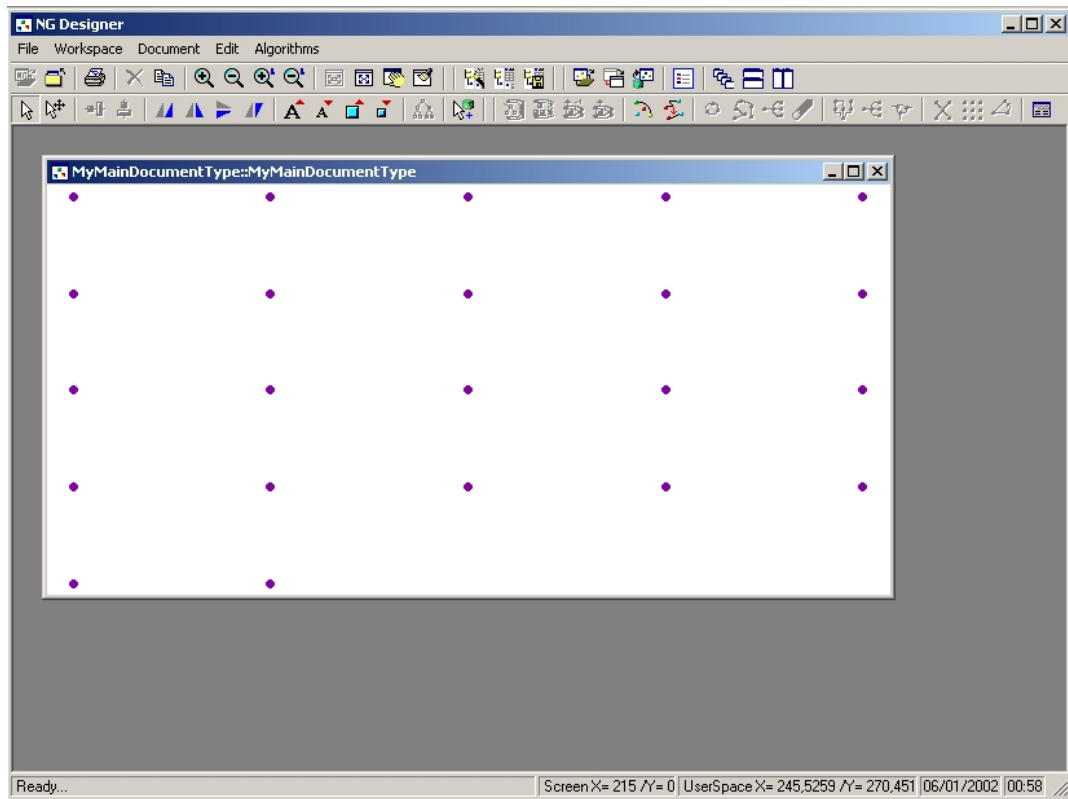 NG Designer
File Workspace Document Edit Algorithms
MyMainDocumentType::MyMainDocumentType
Ready... Screen X= 215 /Y= 0 UserSpace X= 245,5259 /Y= 270,451 06/01/2002 00:58